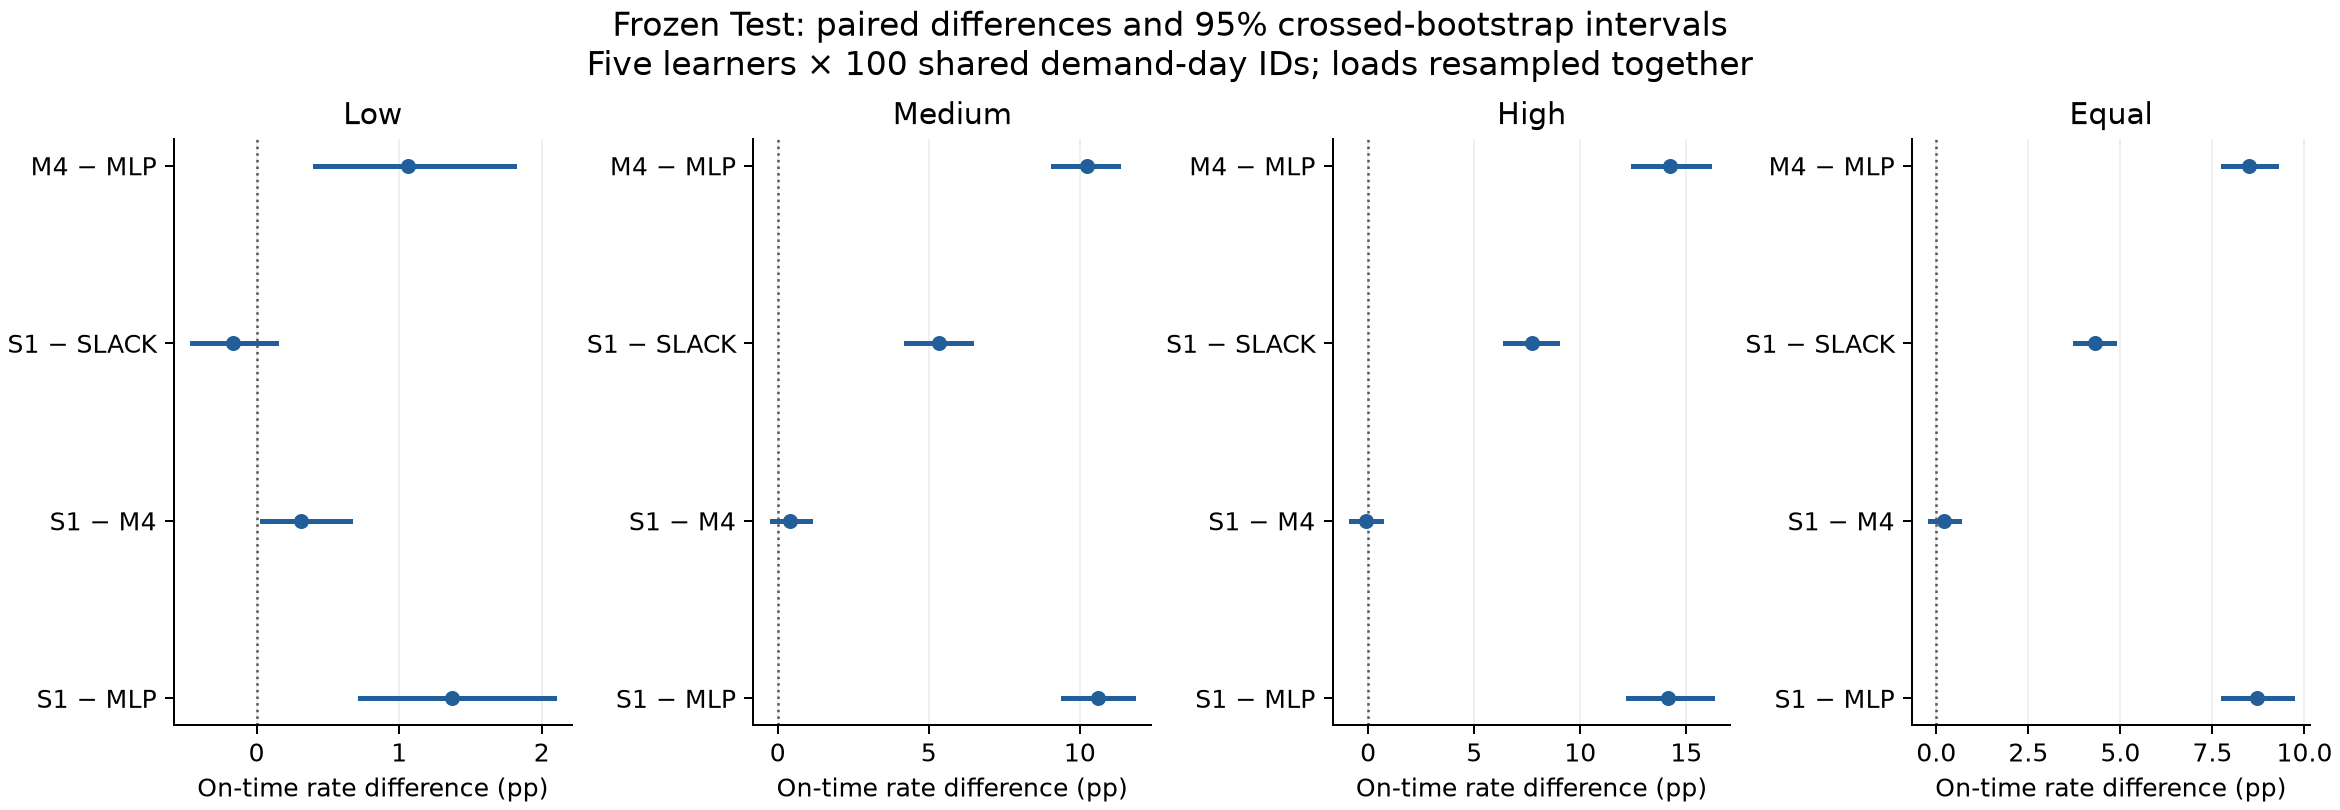 Frozen Test: paired differences and 95% crossed-bootstrap intervals
Five learners × 100 shared demand-day IDs; loads resampled together
Low
M4 − MLP
S1 − SLACK
S1 − M4
S1 − MLP
0 1 2
On-time rate difference (pp)
Medium
M4 − MLP
S1 − SLACK
S1 − M4
S1 − MLP
0 5 10
On-time rate difference (pp)
High
M4 − MLP
S1 − SLACK
S1 − M4
S1 − MLP
0 5 10 15
On-time rate difference (pp)
Equal
M4 − MLP
S1 − SLACK
S1 − M4
S1 − MLP
0.0 2.5 5.0 7.5 10.0
On-time rate difference (pp)